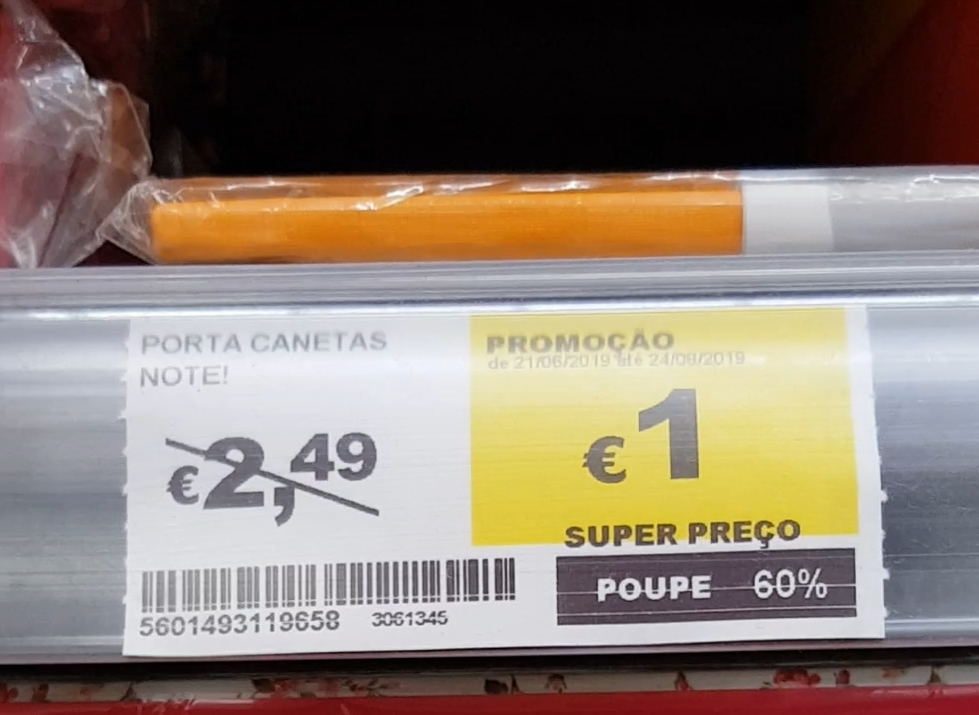 PORTA CANETAS
NOTE!
€2,49
5601493119658 3061345
PROMOÇÃO
de 21/06/2019 até 24/08/2019
€1
SUPER PREÇO
POUPE 60%